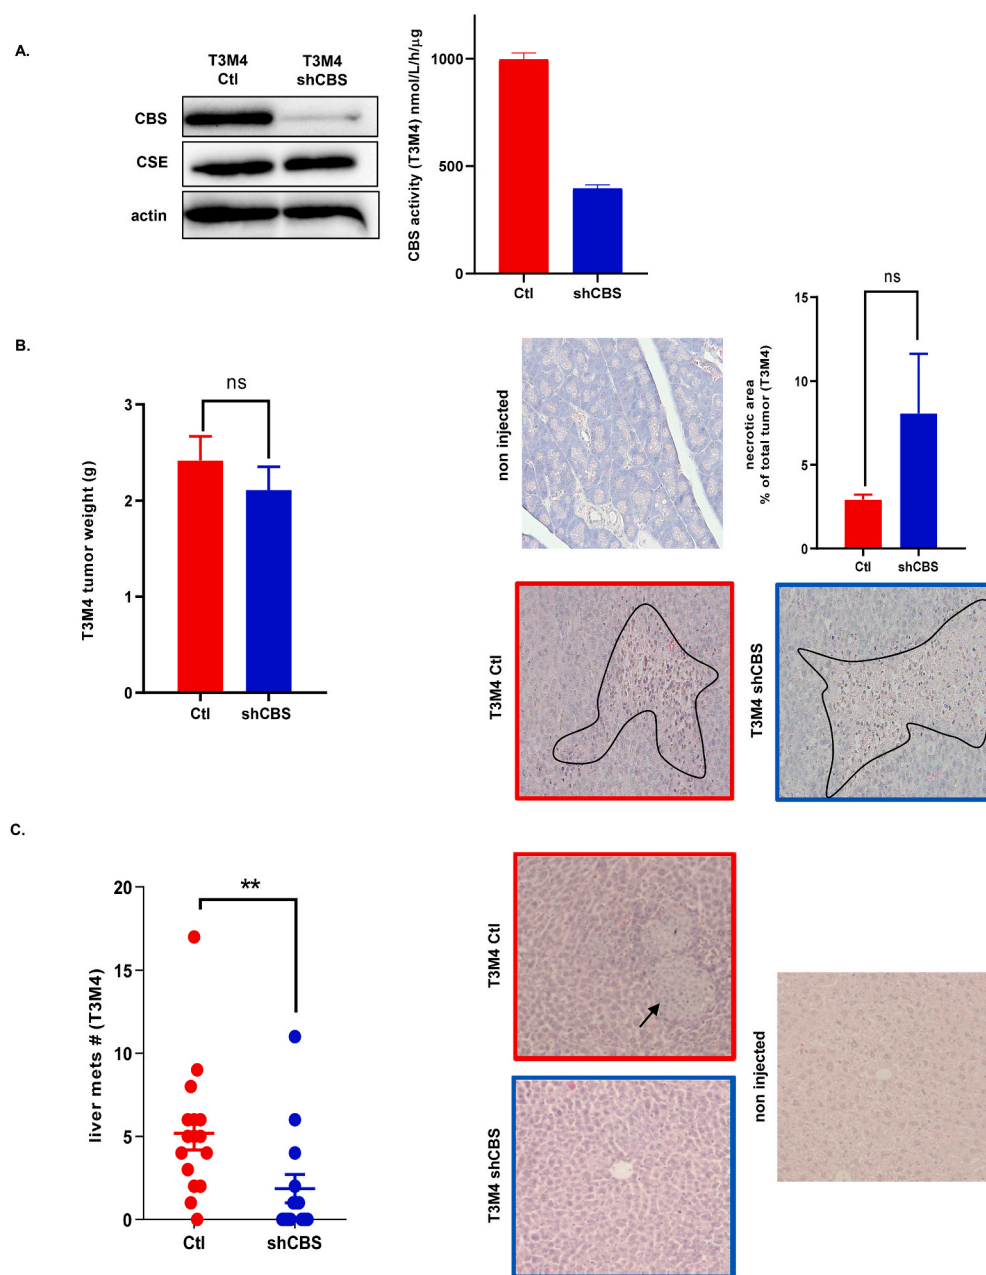 A.
T3M4
Ctl
T3M4
shCBS
CBS
CSE
actin
CBS activity (T3M4) nmol/L/h/µg
1000
500
0
Ctl
shCBS
B.
T3M4 tumor weight (g)
3
2
1
0
ns
Ctl
shCBS
non injected
necrotic area
% of total tumor (T3M4)
15
10
5
0
ns
Ctl
shCBS
T3M4 Ctl
T3M4 shCBS
C.
liver mets # (T3M4)
20
15
10
5
0
**
Ctl
shCBS
T3M4 Ctl
T3M4 shCBS
non injected